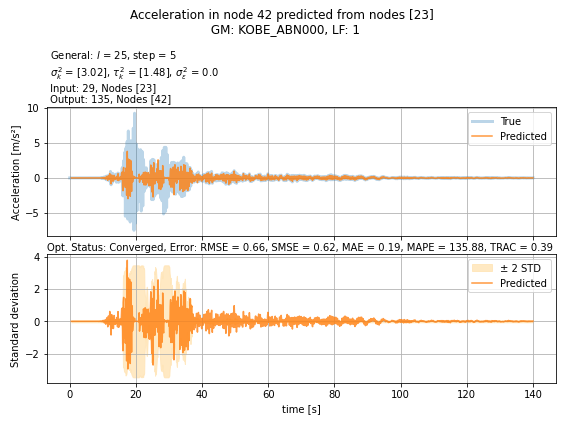 Acceleration in node 42 predicted from nodes [23]
GM: KOBE_ABN000, LF: 1
General: l = 25, step = 5
σ²ₖ = [3.02], τ²ₖ = [1.48], σ²ε = 0.0
Input: 29, Nodes [23]
Output: 135, Nodes [42]
Acceleration [m/s²]
10
5
0
−5
True
Predicted
Opt. Status: Converged, Error: RMSE = 0.66, SMSE = 0.62, MAE = 0.19, MAPE = 135.88, TRAC = 0.39
Standard deviation
4
2
0
−2
± 2 STD
Predicted
0 20 40 60 80 100 120 140
time [s]